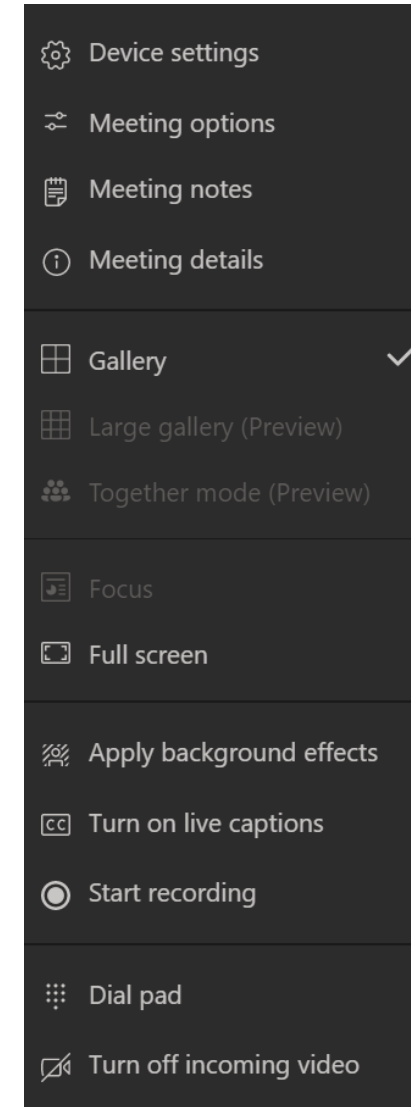 Device settings
Meeting options
Meeting notes
Meeting details
Gallery
Large gallery (Preview)
Together mode (Preview)
Focus
Full screen
Apply background effects
CC Turn on live captions
Start recording
Dial pad
Turn off incoming video